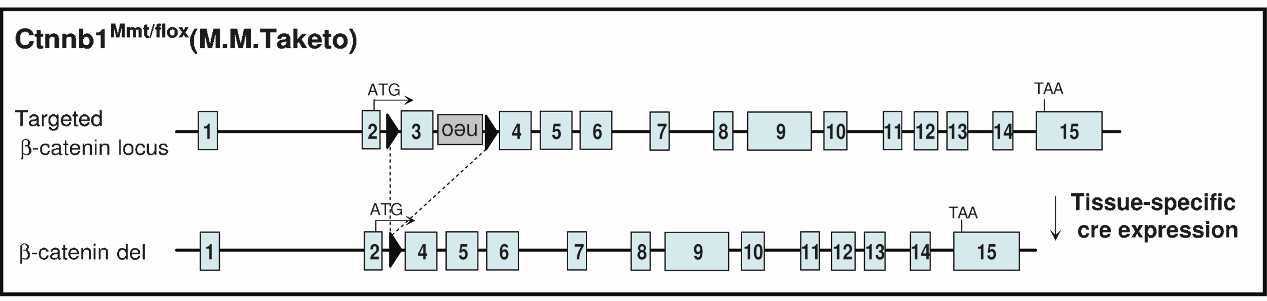 Ctnnb1Mmt/flox(M.M.Taketo)
ATG
TAA
Targeted
β-catenin locus
1 2 3 neo 4 5 6 7 8 9 10 11 12 13 14 15
ATG
TAA
Tissue-specific
cre expression
β-catenin del
1 2 4 5 6 7 8 9 10 11 12 13 14 15